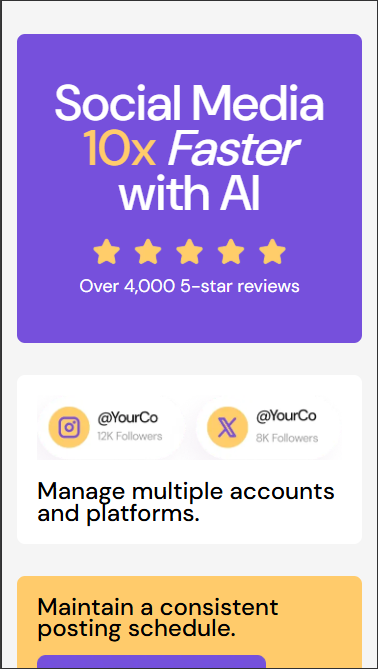 Social Media
10x Faster
with AI
Over 4,000 5-star reviews
@YourCo
12K Followers
@YourCo
8K Followers
Manage multiple accounts
and platforms.
Maintain a consistent
posting schedule.